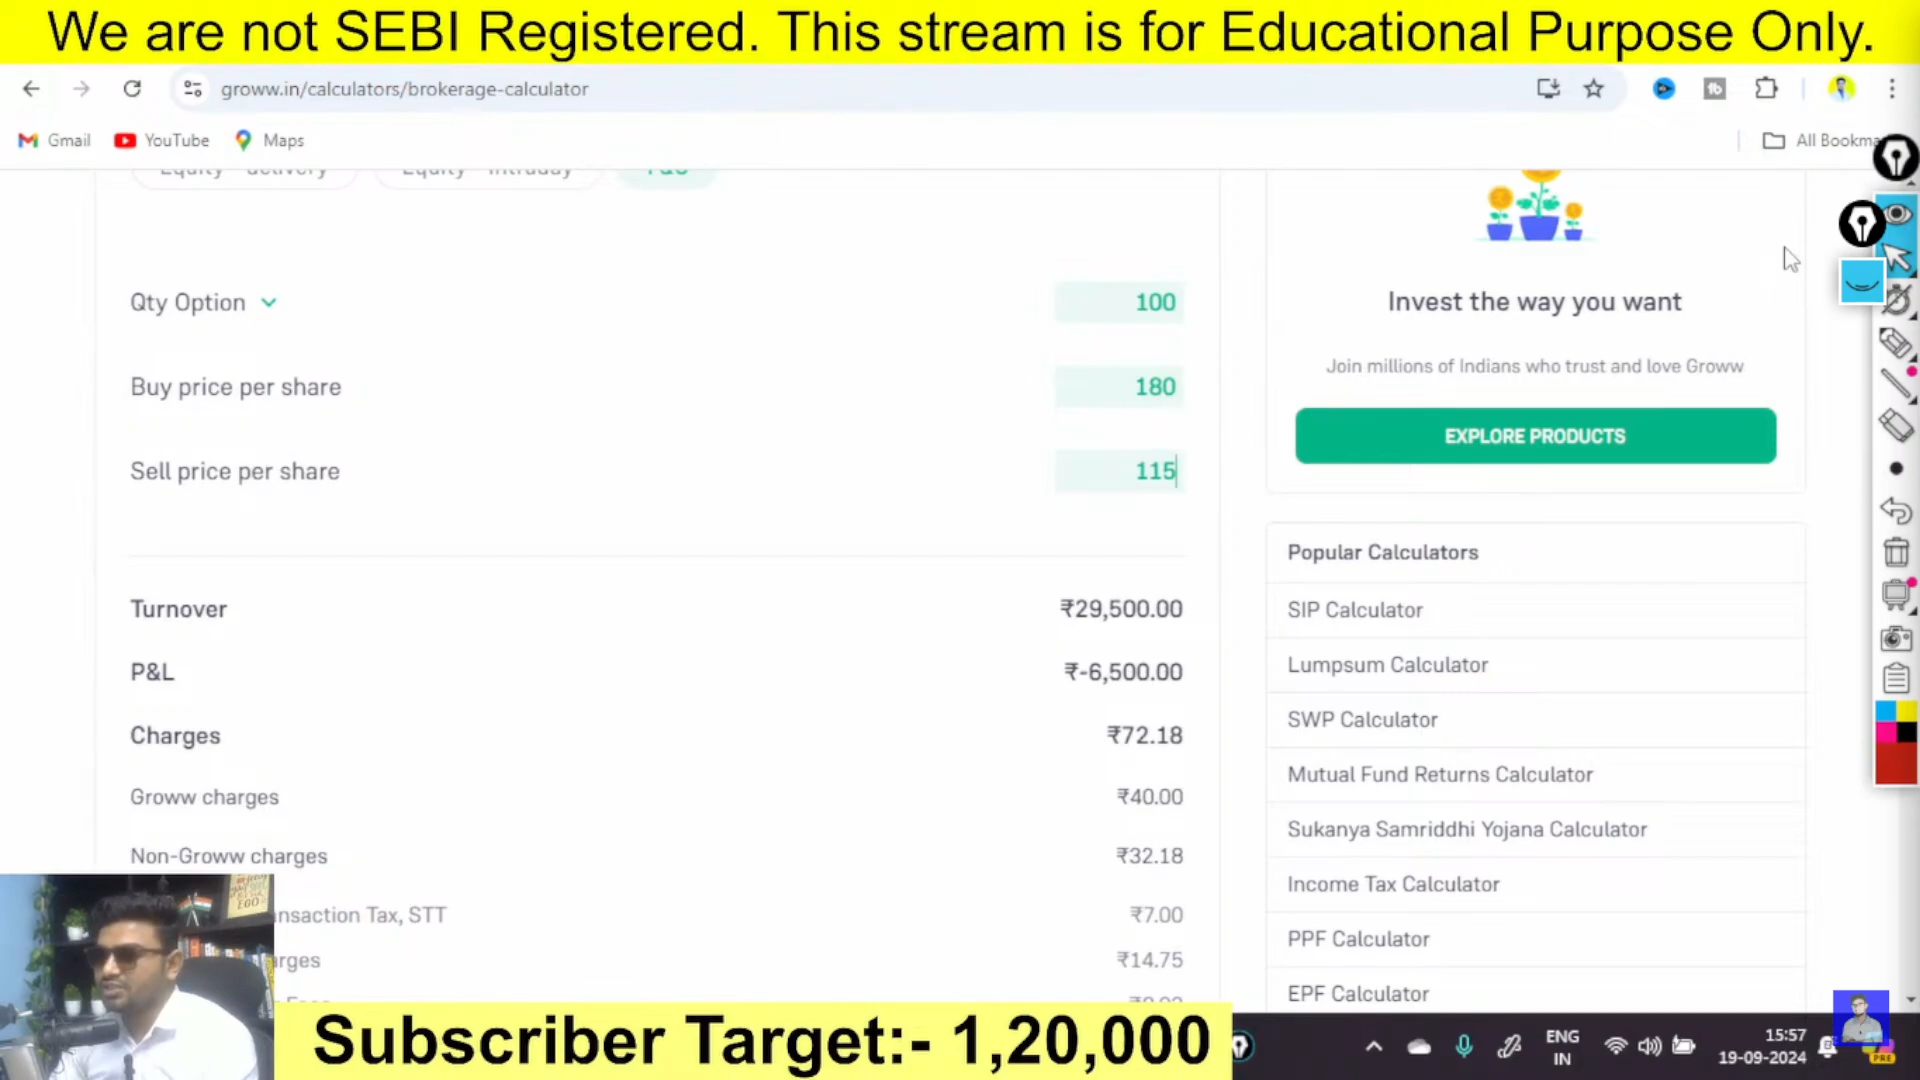 We are not SEBI Registered. This stream is for Educational Purpose Only.
groww.in/calculators/brokerage-calculator
Gmail YouTube Maps
All Bookma
Equity - delivery Equity - Intraday F&O
Qty Option 100
Buy price per share 180
Sell price per share 115
Turnover ₹29,500.00
P&L ₹-6,500.00
Charges ₹72.18
Groww charges ₹40.00
Non-Groww charges ₹32.18
nsaction Tax, STT ₹7.00
rges ₹14.75
Invest the way you want
Join millions of Indians who trust and love Groww
EXPLORE PRODUCTS
Popular Calculators
SIP Calculator
Lumpsum Calculator
SWP Calculator
Mutual Fund Returns Calculator
Sukanya Samriddhi Yojana Calculator
Income Tax Calculator
PPF Calculator
EPF Calculator
Subscriber Target:- 1,20,000
ENG
IN
15:57
19-09-2024
PRE